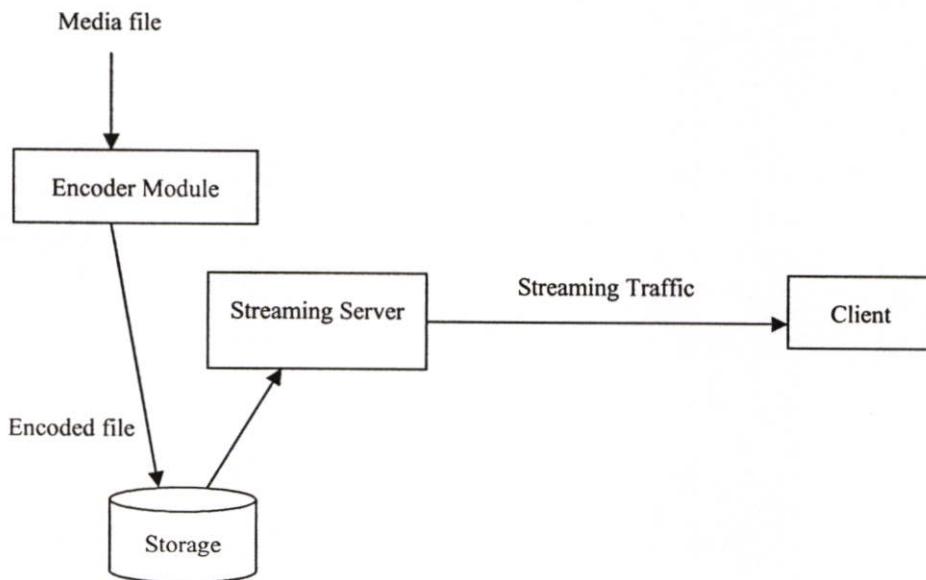 Media file
Encoder Module
Streaming Server
Streaming Traffic
Client
Encoded file
Storage